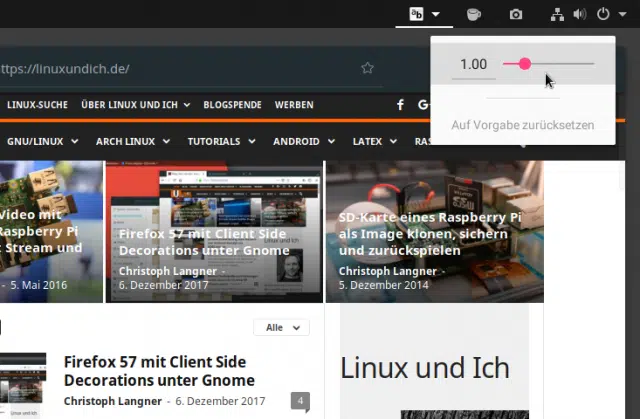 ab
1.00
Auf Vorgabe zurücksetzen
ttps://linuxundich.de/
LINUX-SUCHE ÜBER LINUX UND ICH BLOGSPENDE WERBEN
GNU/LINUX ARCH LINUX TUTORIALS ANDROID LATEX RAS
Video mit
Raspberry Pi
Stream und
- 5. Mai 2016
Firefox 57 mit Client Side
Decorations unter Gnome
Christoph Langner -
6. Dezember 2017
SD-Karte eines Raspberry Pi
als Image klonen, sichern
und zurückspielen
Christoph Langner -
5. Dezember 2014
Alle
Firefox 57 mit Client Side
Decorations unter Gnome
Christoph Langner - 6. Dezember 2017
4
Linux und Ich